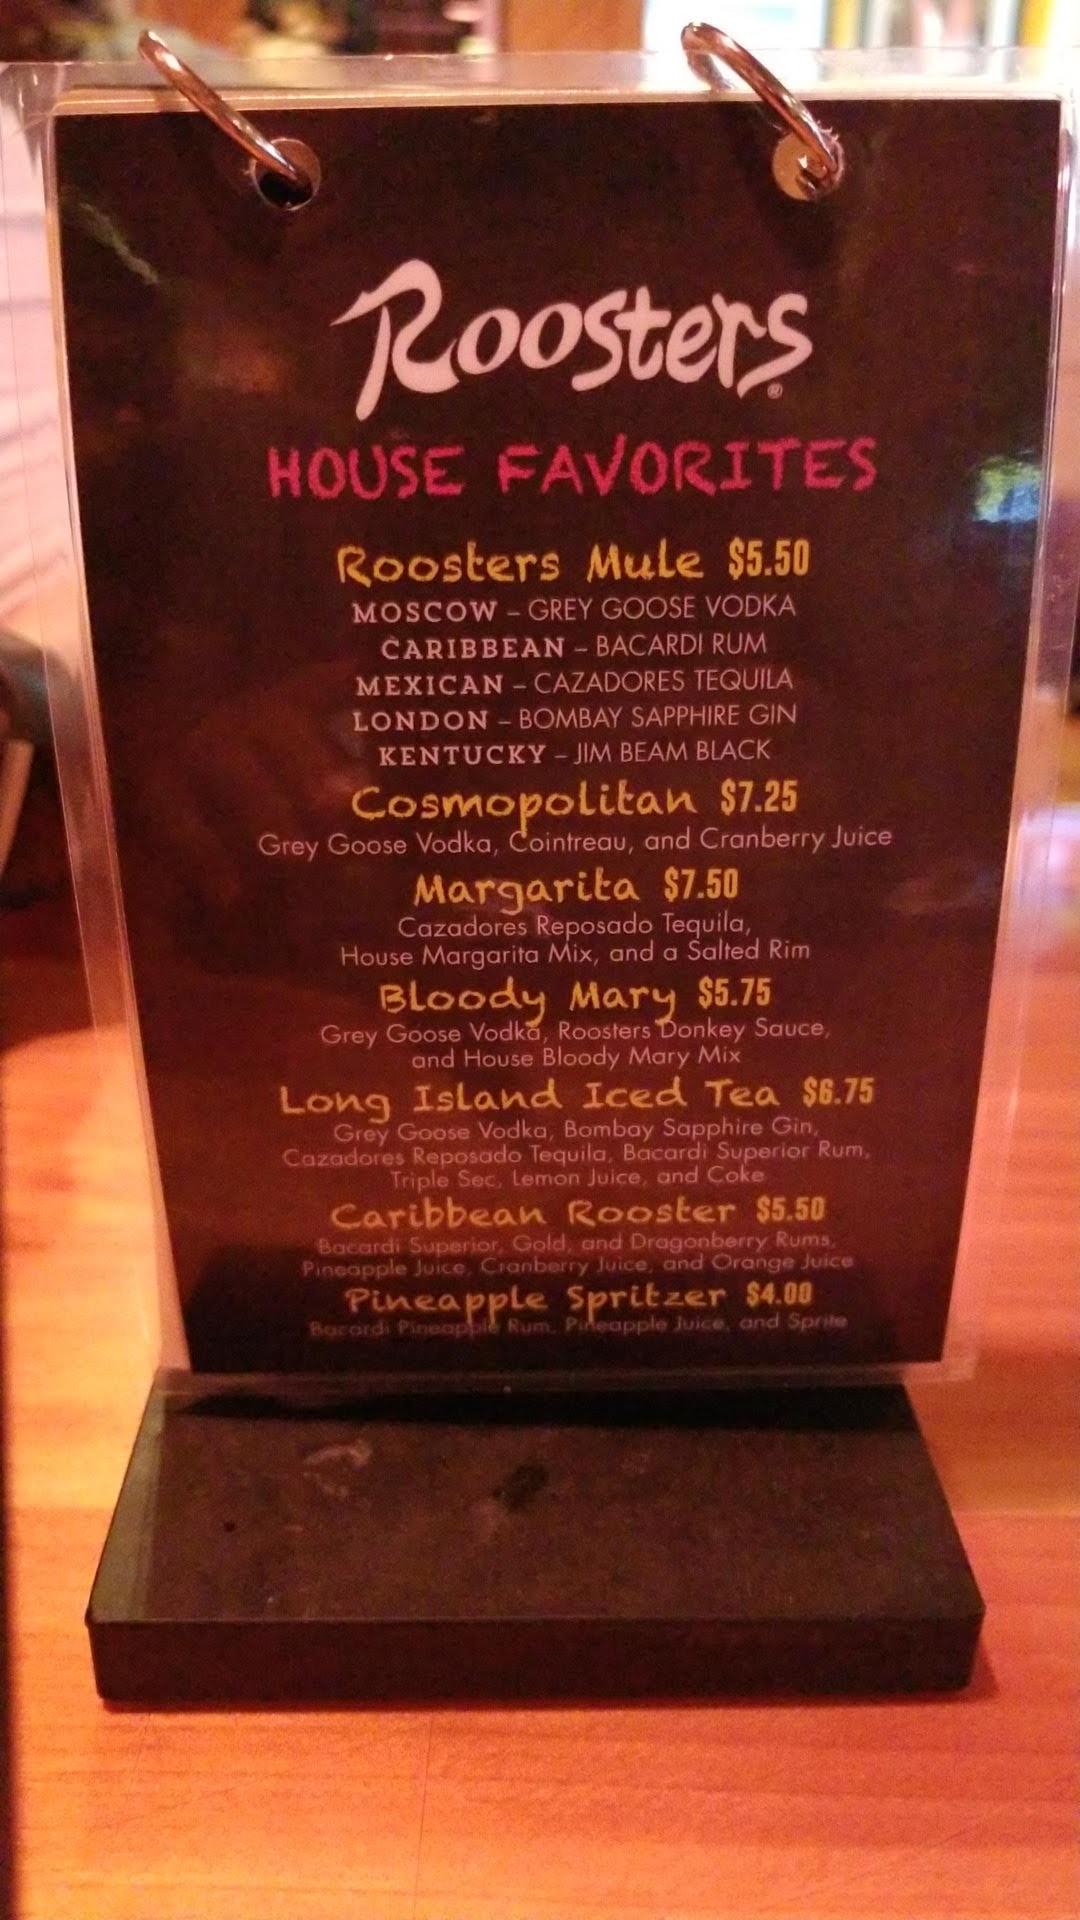 Roosters®
HOUSE FAVORITES
Roosters Mule $5.50
MOSCOW – GREY GOOSE VODKA
CARIBBEAN – BACARDI RUM
MEXICAN – CAZADORES TEQUILA
LONDON – BOMBAY SAPPHIRE GIN
KENTUCKY – JIM BEAM BLACK
Cosmopolitan $7.25
Grey Goose Vodka, Cointreau, and Cranberry Juice
Margarita $7.50
Cazadores Reposado Tequila,
House Margarita Mix, and a Salted Rim
Bloody Mary $5.75
Grey Goose Vodka, Roosters Donkey Sauce,
and House Bloody Mary Mix
Long Island Iced Tea $6.75
Grey Goose Vodka, Bombay Sapphire Gin,
Cazadores Reposado Tequila, Bacardi Superior Rum,
Triple Sec, Lemon Juice, and Coke
Caribbean Rooster $5.50
Bacardi Superior, Gold, and Dragonberry Rums,
Pineapple Juice, Cranberry Juice, and Orange Juice
Pineapple Spritzer $4.00
Bacardi Pineapple Rum, Pineapple Juice, and Sprite